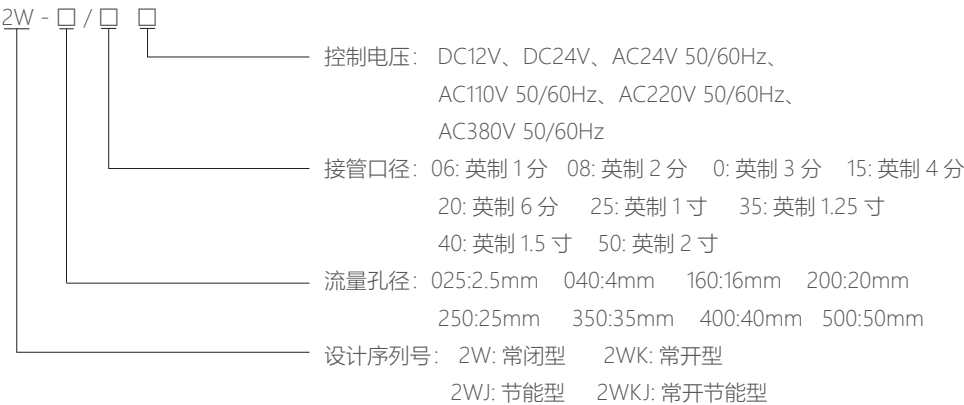 2W - □ / □ □
控制电压： DC12V、DC24V、AC24V 50/60Hz、
AC110V 50/60Hz、AC220V 50/60Hz、
AC380V 50/60Hz
接管口径：06: 英制 1 分 08: 英制 2 分 0: 英制 3 分 15: 英制 4 分
20: 英制 6 分 25: 英制 1 寸 35: 英制 1.25 寸
40: 英制 1.5 寸 50: 英制 2 寸
流量孔径：025:2.5mm 040:4mm 160:16mm 200:20mm
250:25mm 350:35mm 400:40mm 500:50mm
设计序列号： 2W: 常闭型 2WK: 常开型
2WJ: 节能型 2WKJ: 常开节能型